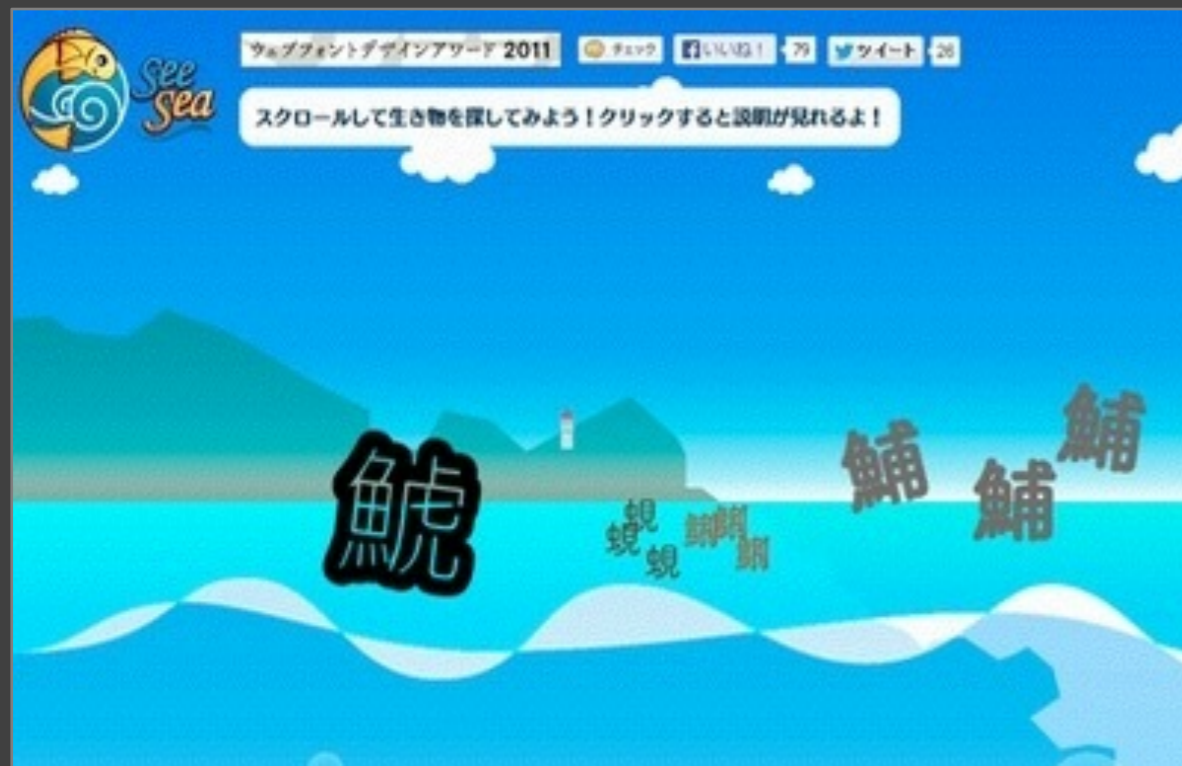 See
sea
ウェブフォントデザインアワード 2011
チェック
いいね！ 79
ツイート
スクロールして生き物を探してみよう！クリックすると説明が見れるよ！
鯱
蜆
蜆
蜆
鯏
鯏
鯏
鯆
鯆
鯆